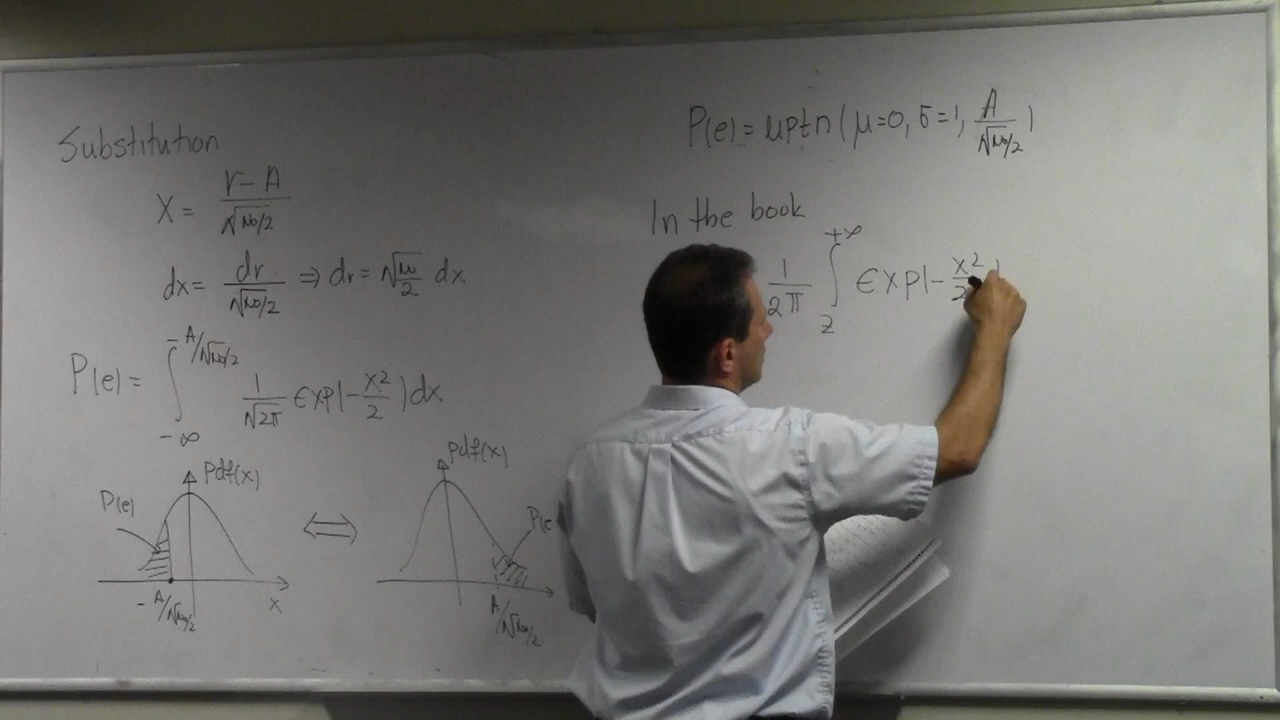 Substitution
X = r-A / √No/2
dx = dr / √No/2 ⇒ dr = √No/2 dx
P(e) = ∫ -∞ -A/√No/2 1/√2π exp(-x²/2) dx
P(e) pdf(x)
-A/√No/2 X
⇔
pdf(x) P(e
A/√No/2
P(e) = uptn(μ=0, σ=1, A/√No/2)
In the book
1/2π ∫ z +∞ exp(-x²/2)